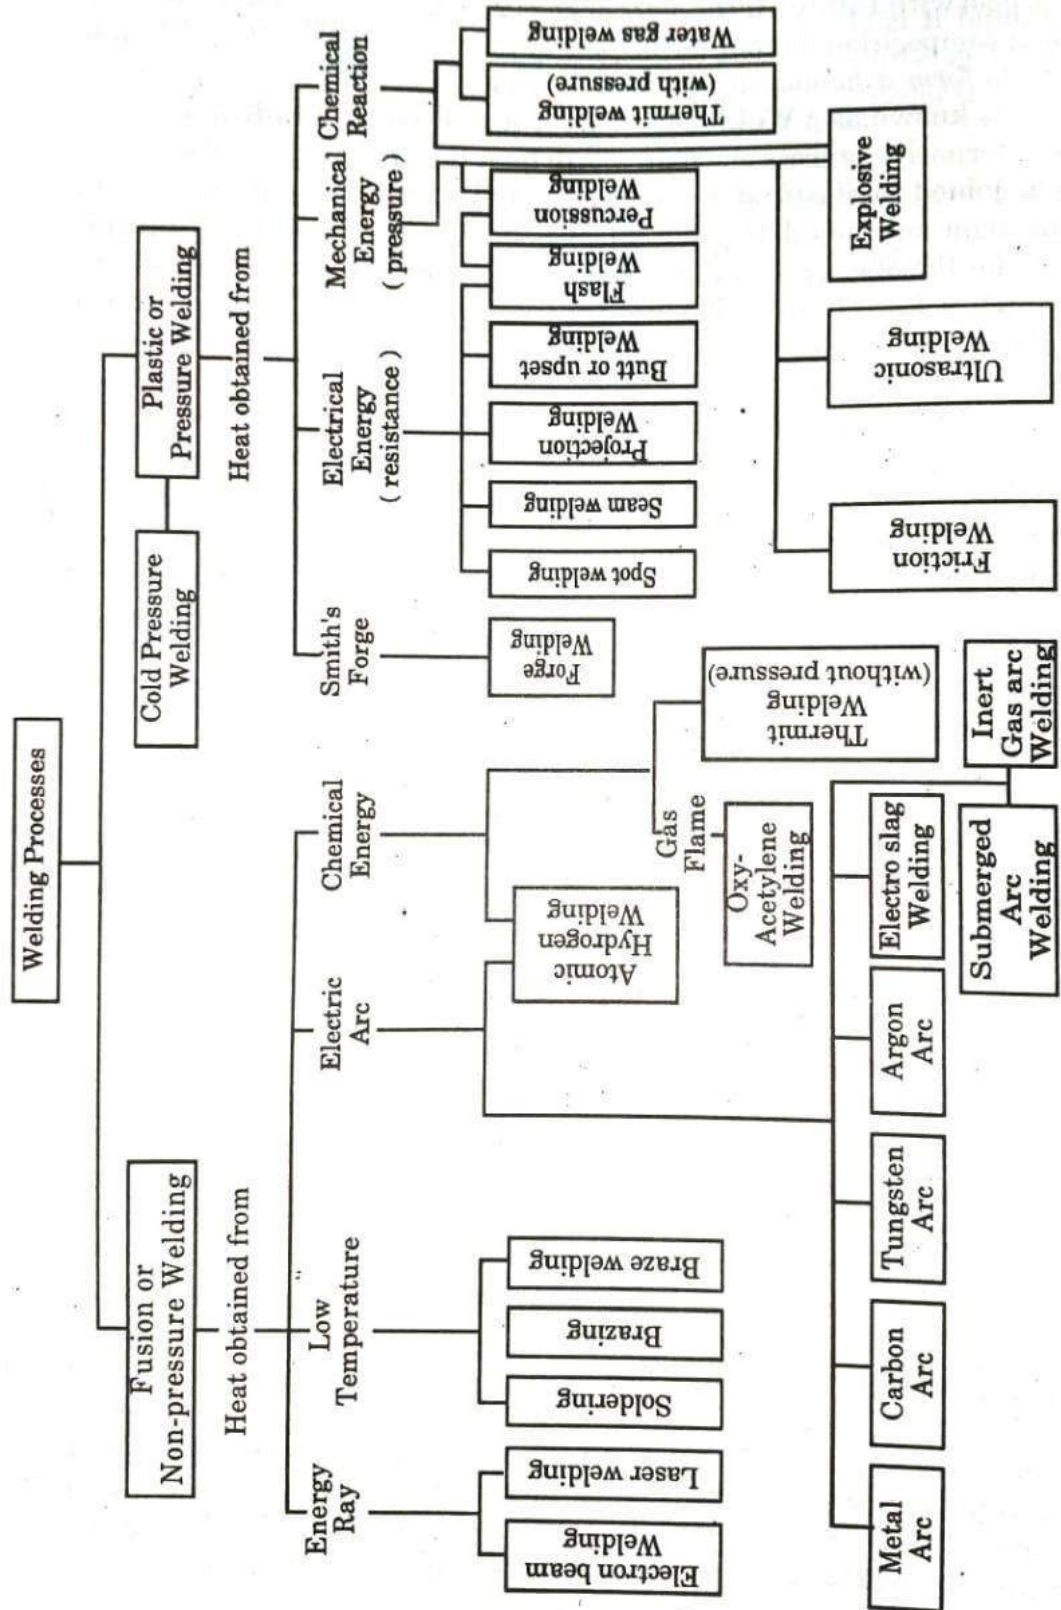 Welding Processes
Fusion or
Non-pressure Welding
Plastic or
Pressure Welding
Cold Pressure
Welding
Heat obtained from
Heat obtained from
Energy
Ray
Low
Temperature
Electric
Arc
Chemical
Energy
Smith's
Forge
Electrical
Energy
(resistance)
Mechanical
Energy
(pressure)
Chemical
Reaction
Electron beam
Welding
Laser welding
Soldering
Brazing
Braze welding
Atomic
Hydrogen
Welding
Gas
Flame
Oxy-
Acetylene
Welding
Thermit
Welding
(without pressure)
Forge
Welding
Spot welding
Seam welding
Projection
Welding
Butt or upset
Welding
Flash
Welding
Percussion
Welding
Thermit welding
(with pressure)
Water gas welding
Friction
Welding
Ultrasonic
Welding
Explosive
Welding
Metal
Arc
Carbon
Arc
Tungsten
Arc
Argon
Arc
Electro slag
Welding
Submerged
Arc
Welding
Inert
Gas arc
Welding